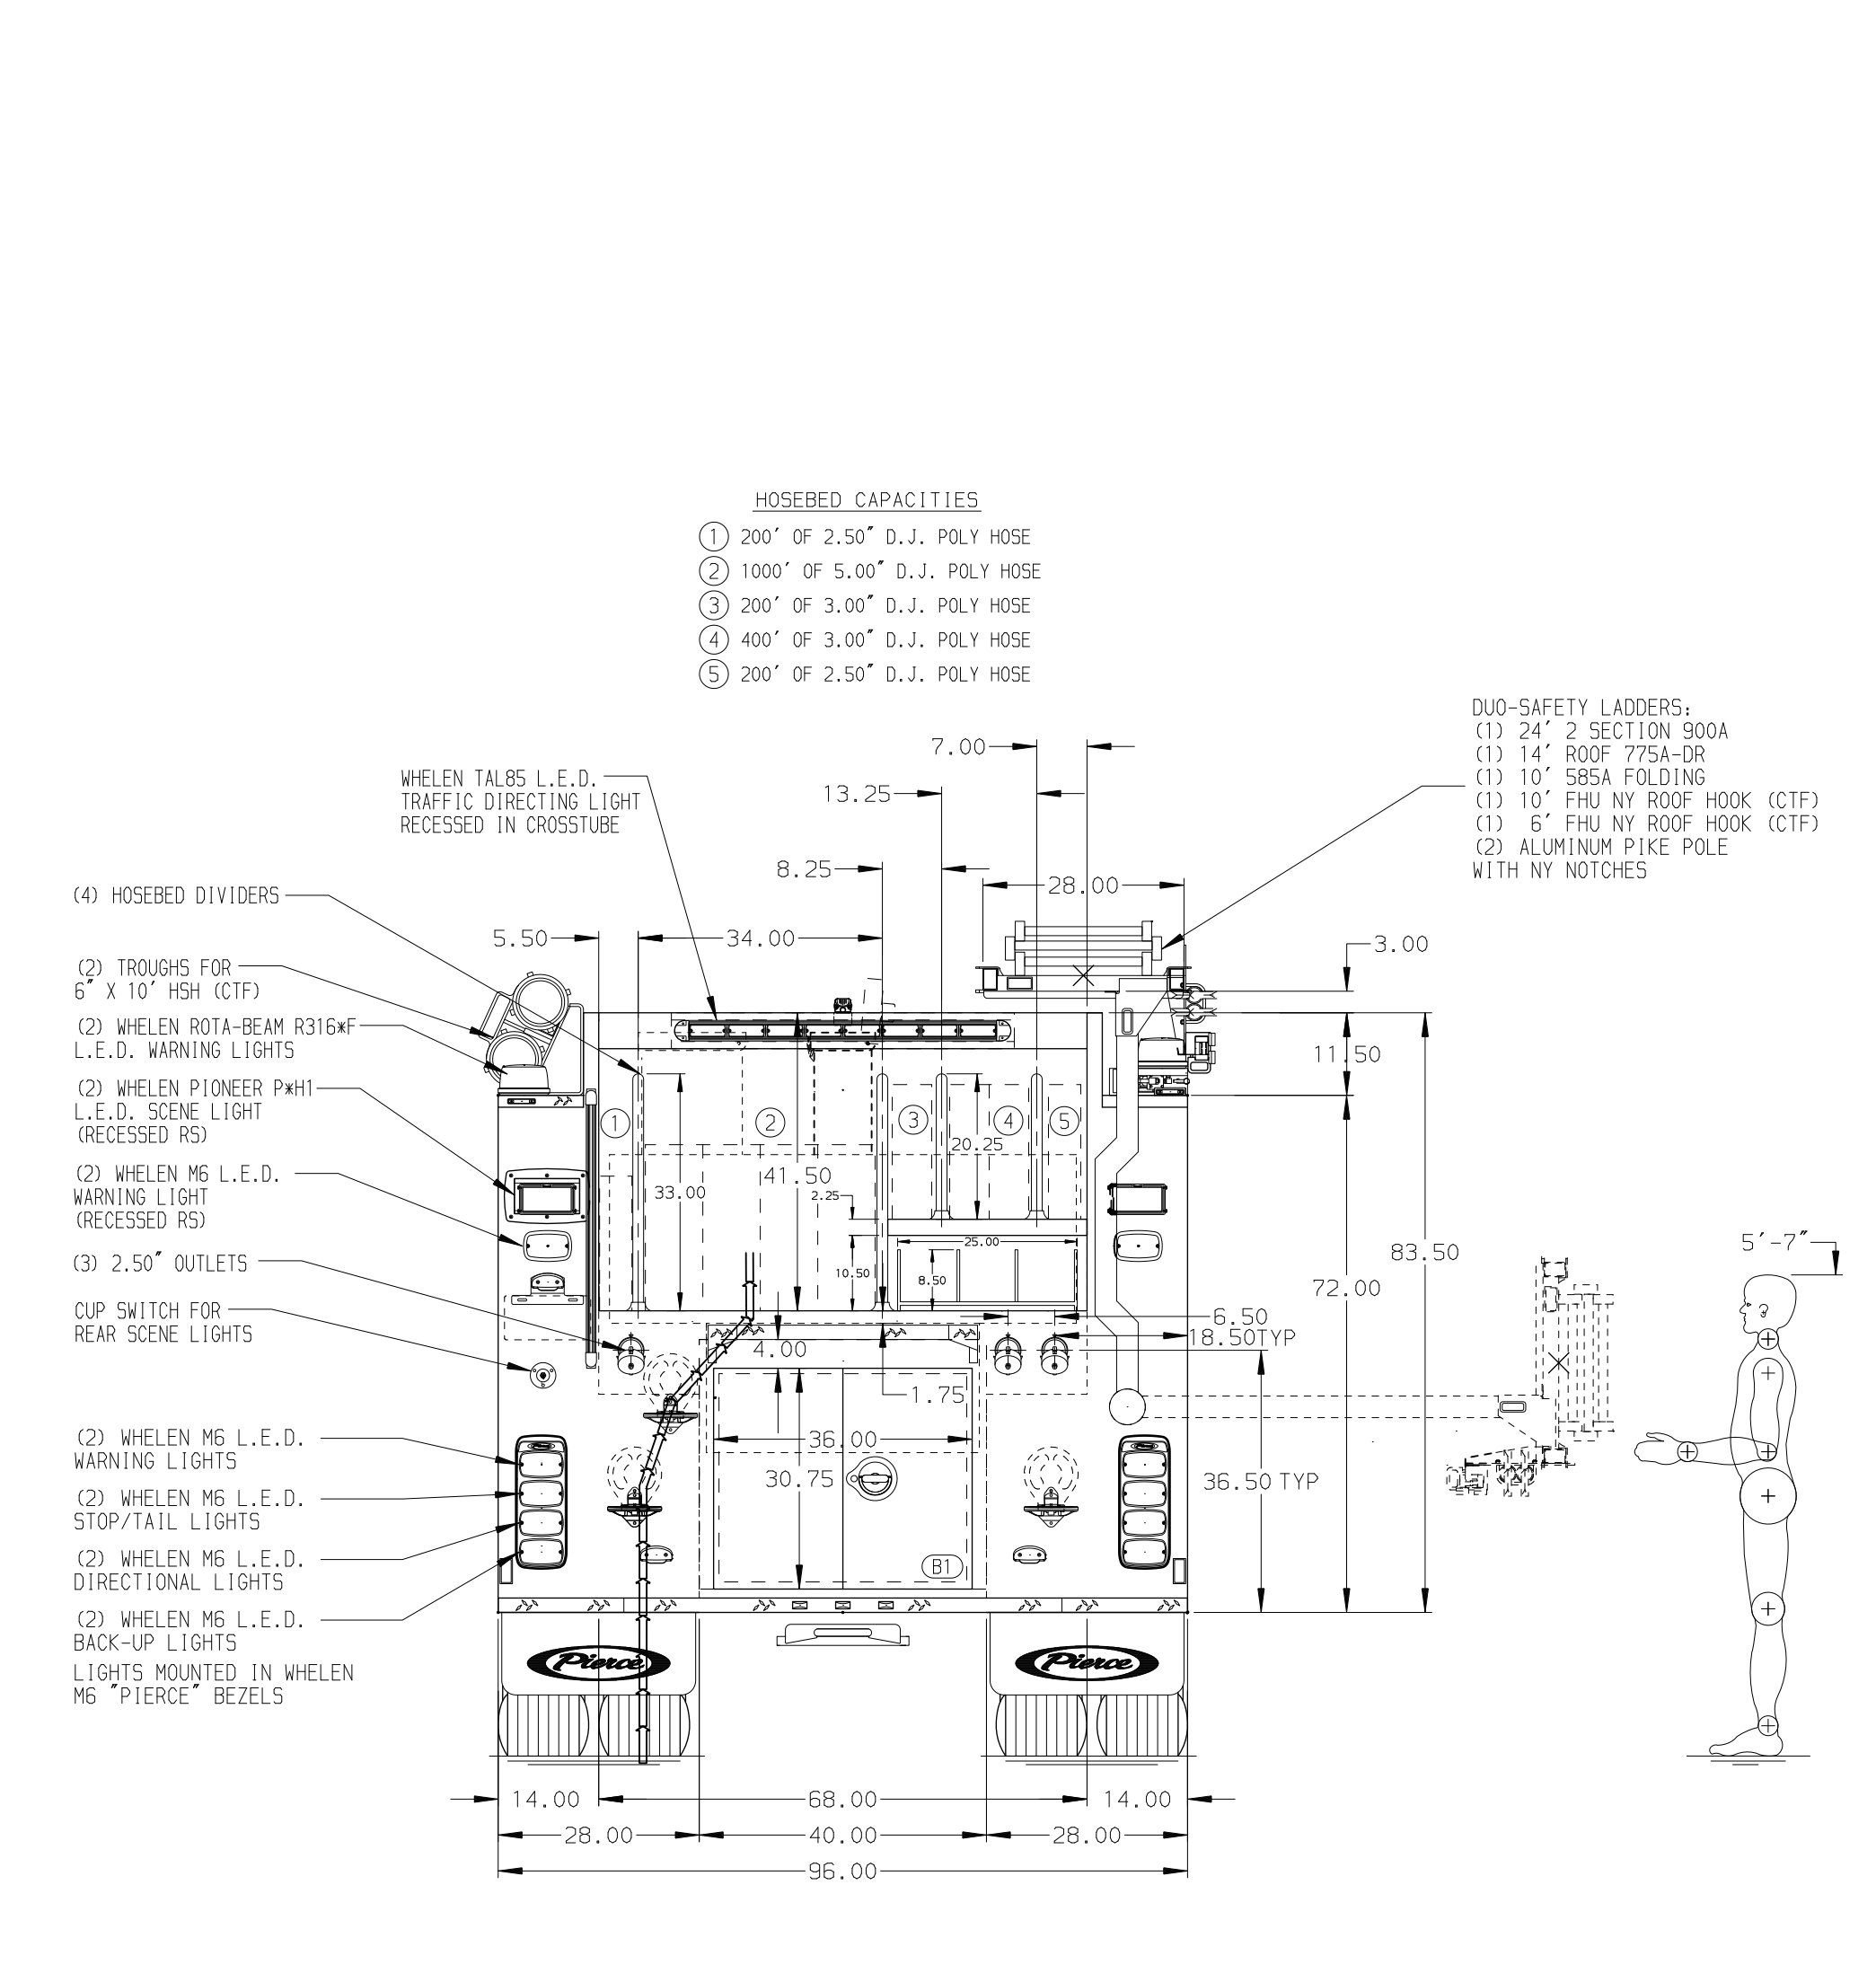 HOSEBED CAPACITIES
1 200' OF 2.50" D.J. POLY HOSE
2 1000' OF 5.00" D.J. POLY HOSE
3 200' OF 3.00" D.J. POLY HOSE
4 400' OF 3.00" D.J. POLY HOSE
5 200' OF 2.50" D.J. POLY HOSE
DUO-SAFETY LADDERS:
(1) 24' 2 SECTION 900A
(1) 14' ROOF 775A-DR
(1) 10' 585A FOLDING
(1) 10' FHU NY ROOF HOOK (CTF)
(1) 6' FHU NY ROOF HOOK (CTF)
(2) ALUMINUM PIKE POLE
WITH NY NOTCHES
WHELEN TAL85 L.E.D.
TRAFFIC DIRECTING LIGHT
RECESSED IN CROSSTUBE
(4) HOSEBED DIVIDERS
(2) TROUGHS FOR
6" X 10' HSH (CTF)
(2) WHELEN ROTA-BEAM R316*F
L.E.D. WARNING LIGHTS
(2) WHELEN PIONEER P*H1
L.E.D. SCENE LIGHT
(RECESSED RS)
(2) WHELEN M6 L.E.D.
WARNING LIGHT
(RECESSED RS)
(3) 2.50" OUTLETS
CUP SWITCH FOR
REAR SCENE LIGHTS
(2) WHELEN M6 L.E.D.
WARNING LIGHTS
(2) WHELEN M6 L.E.D.
STOP/TAIL LIGHTS
(2) WHELEN M6 L.E.D.
DIRECTIONAL LIGHTS
(2) WHELEN M6 L.E.D.
BACK-UP LIGHTS
LIGHTS MOUNTED IN WHELEN
M6 "PIERCE" BEZELS
7.00
13.25
8.25
28.00
5.50
34.00
3.00
11.50
1
2
3
4
5
20.25
41.50
33.00
2.25
25.00
10.50
8.50
83.50
72.00
5'-7"
6.50
18.50TYP
4.00
1.75
36.00
30.75
36.50 TYP
B1
Pierce
Pierce
Pierce
Pierce
14.00
68.00
14.00
28.00
40.00
28.00
96.00